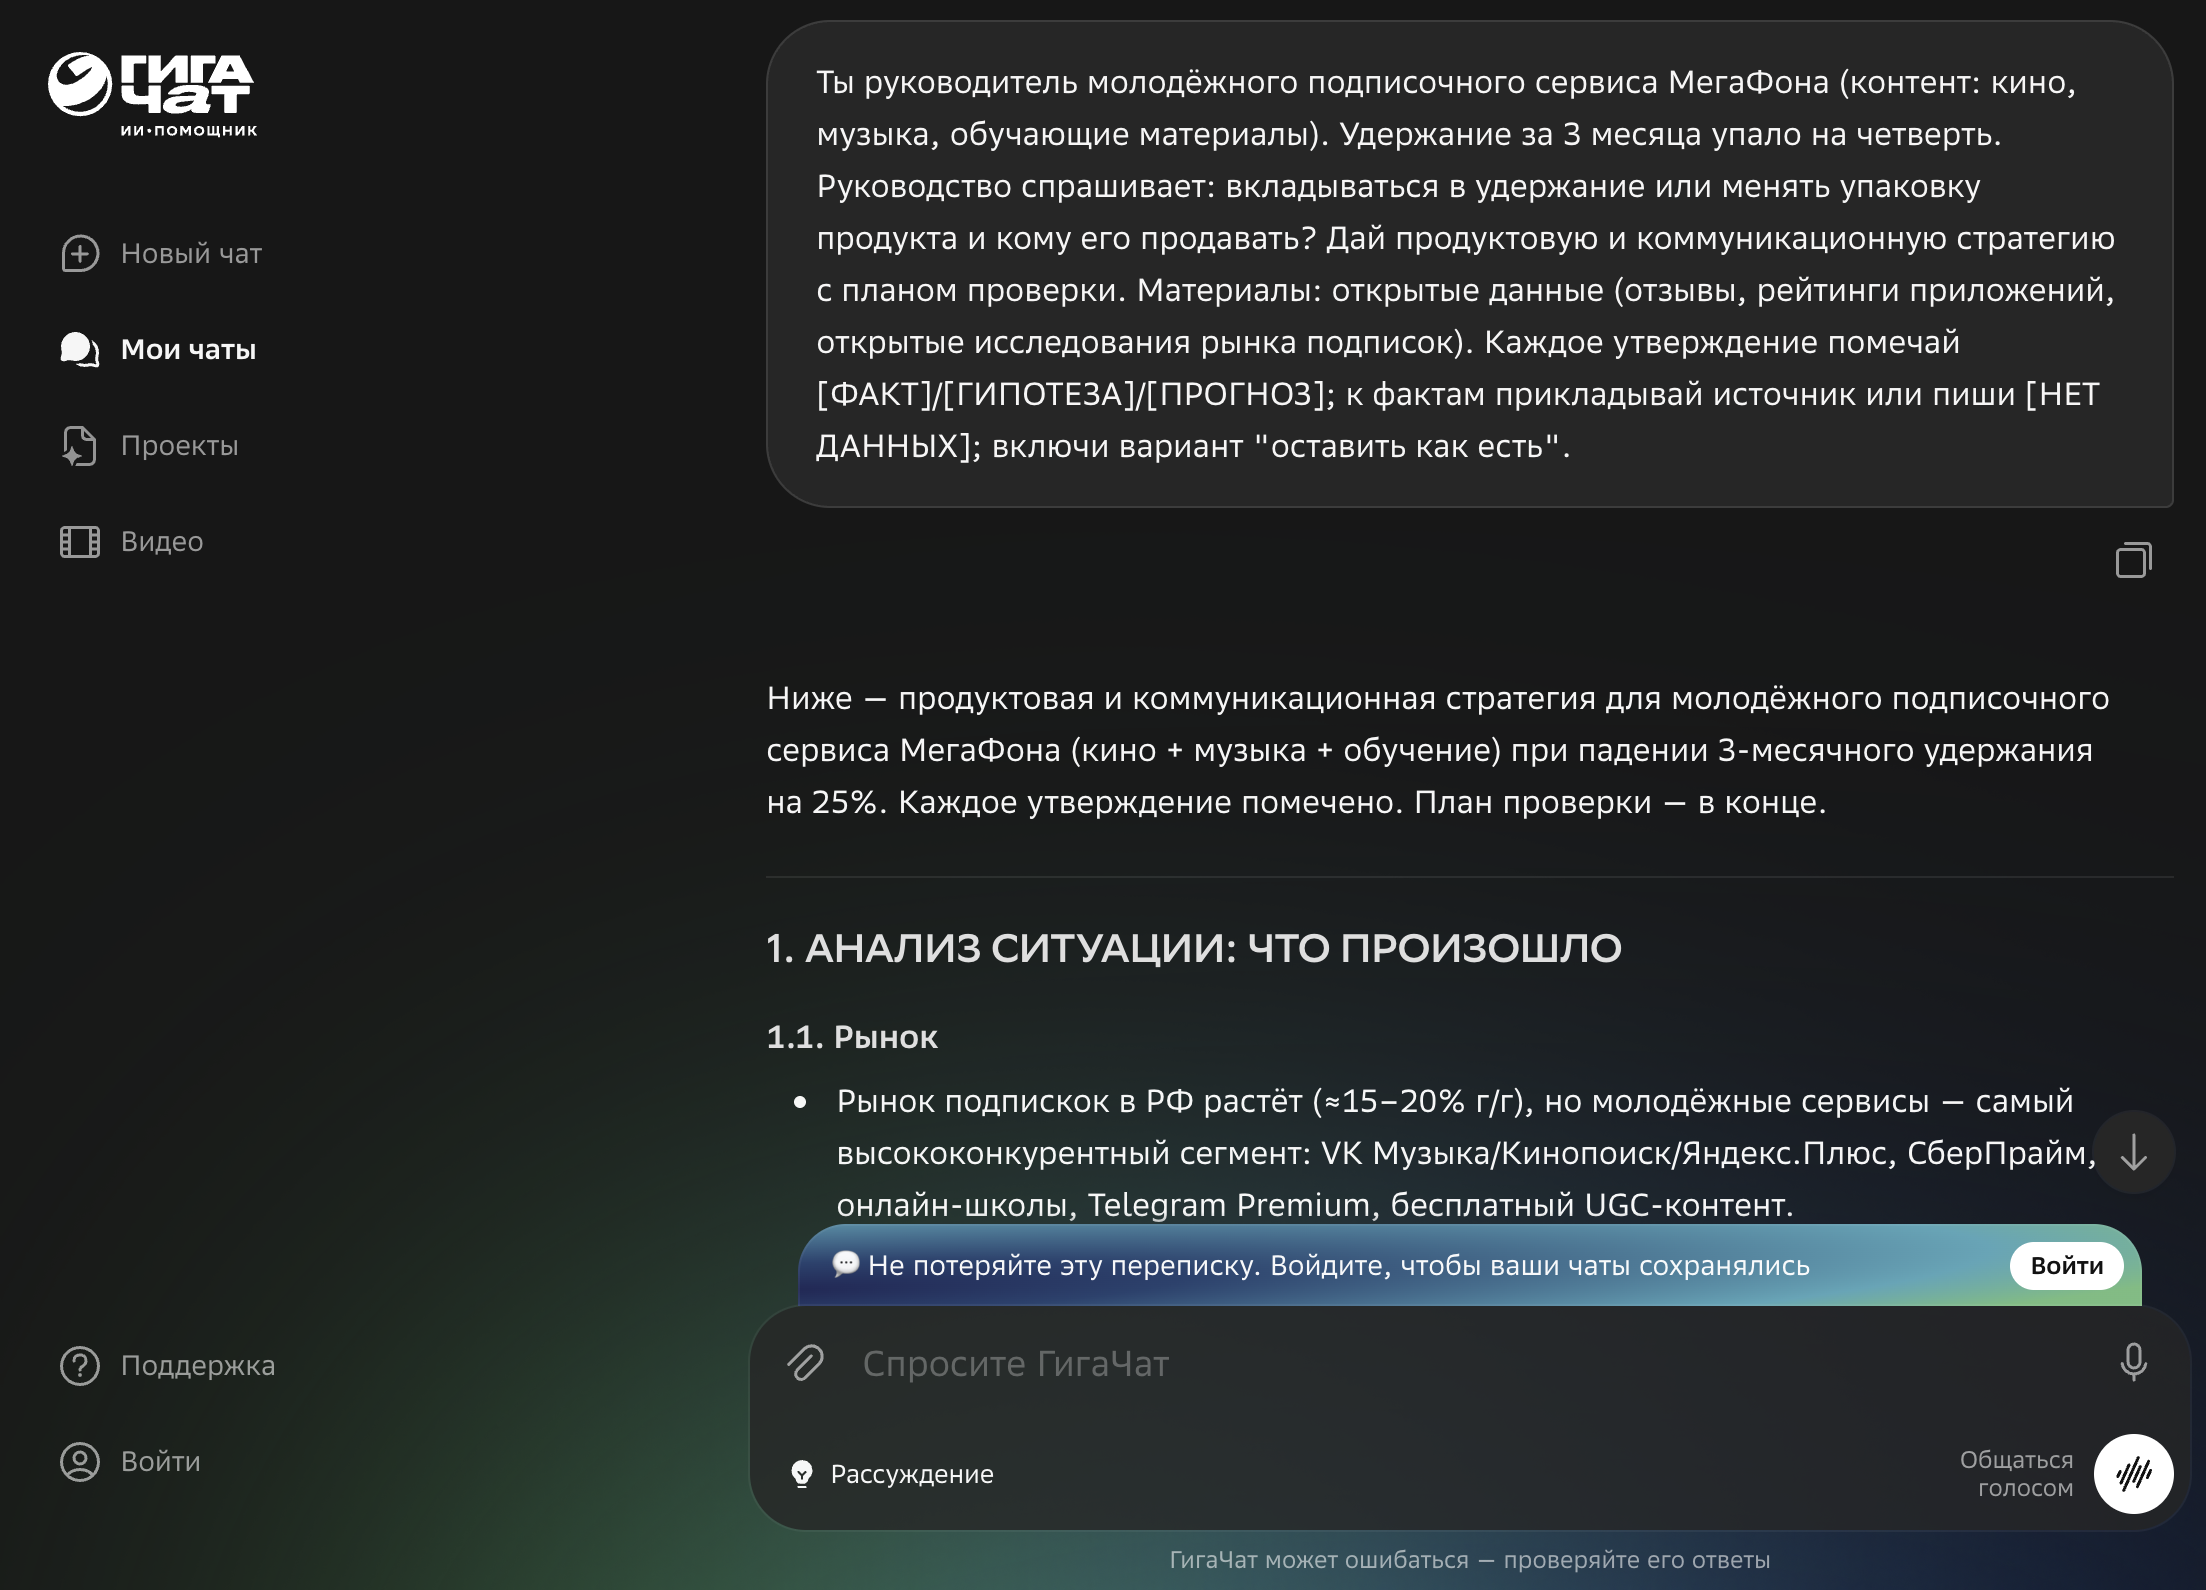 ГИГА
ЧАТ
ИИ·ПОМОЩНИК
Новый чат
Мои чаты
Проекты
Видео
Поддержка
Войти
Ты руководитель молодёжного подписочного сервиса МегаФона (контент: кино,
музыка, обучающие материалы). Удержание за 3 месяца упало на четверть.
Руководство спрашивает: вкладываться в удержание или менять упаковку
продукта и кому его продавать? Дай продуктовую и коммуникационную стратегию
с планом проверки. Материалы: открытые данные (отзывы, рейтинги приложений,
открытые исследования рынка подписок). Каждое утверждение помечай
[ФАКТ]/[ГИПОТЕЗА]/[ПРОГНОЗ]; к фактам прикладывай источник или пиши [НЕТ
ДАННЫХ]; включи вариант "оставить как есть".
Ниже — продуктовая и коммуникационная стратегия для молодёжного подписочного
сервиса МегаФона (кино + музыка + обучение) при падении 3-месячного удержания
на 25%. Каждое утверждение помечено. План проверки — в конце.
1. АНАЛИЗ СИТУАЦИИ: ЧТО ПРОИЗОШЛО
1.1. Рынок
• Рынок подписок в РФ растёт (≈15–20% г/г), но молодёжные сервисы — самый
высококонкурентный сегмент: VK Музыка/Кинопоиск/Яндекс.Плюс, СберПрайм,
онлайн-школы, Telegram Premium, бесплатный UGC-контент.
Не потеряйте эту переписку. Войдите, чтобы ваши чаты сохранялись
Войти
Спросите ГигаЧат
Рассуждение
Общаться
голосом
ГигаЧат может ошибаться — проверяйте его ответы